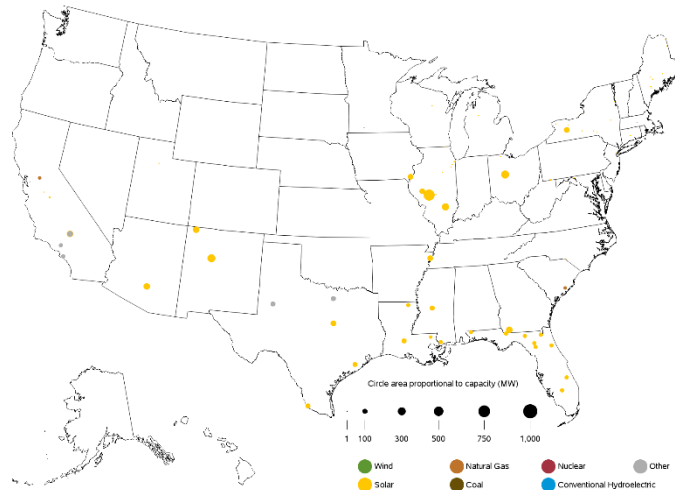 Circle area proportional to capacity (MW)
1 100 300 500 750 1,000
Wind Natural Gas Nuclear Other
Solar Coal Conventional Hydroelectric